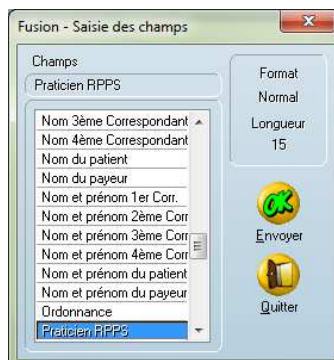 Fusion - Saisie des champs
Champs
Praticien RPPS
Nom 3ème Correspondant
Nom 4ème Correspondant
Nom du patient
Nom du payeur
Nom et prénom 1er Corr.
Nom et prénom 2ème Corr
Nom et prénom 3ème Corr
Nom et prénom 4ème Corr
Nom et prénom du patient
Nom et prénom du payeur
Ordonnance
Praticien RPPS
Format
Normal
Longueur
15
OK
Envoyer
Quitter